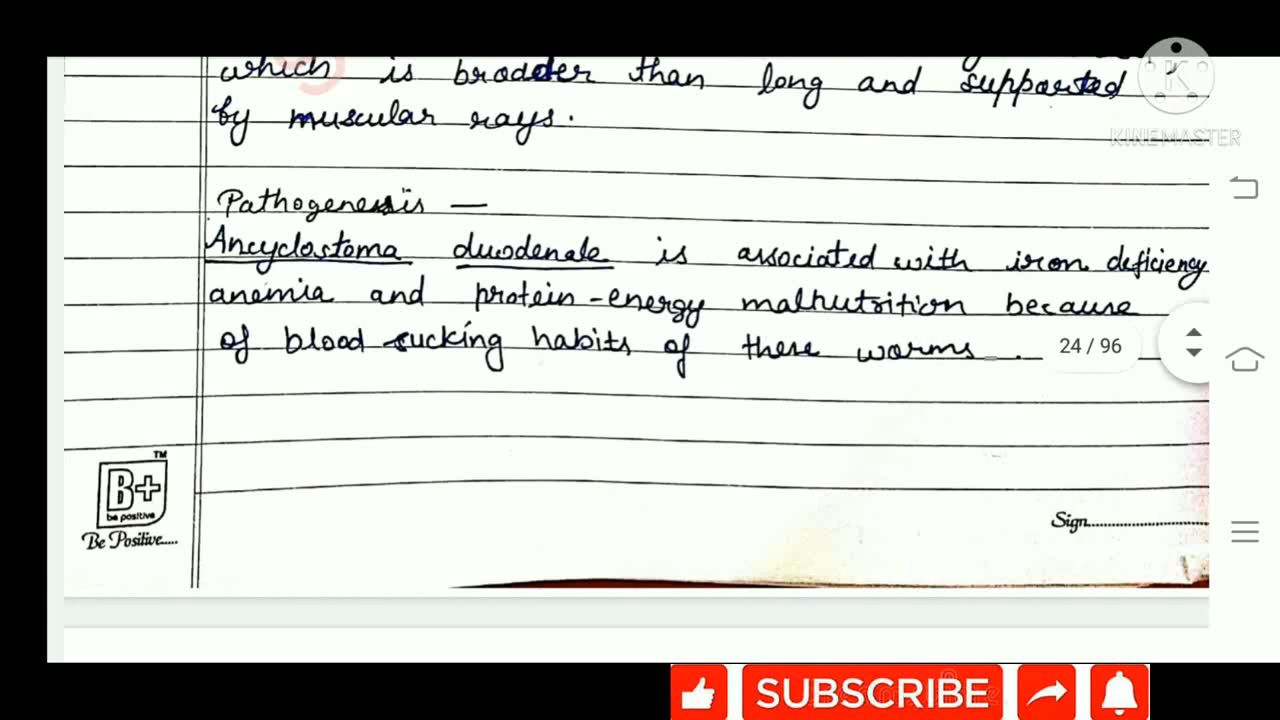 which is broader than long and supported
by muscular rays.
KINEMASTER
Pathogenesis —
Ancyclostoma duodenale is associated with iron deficiency
anemia and protein-energy malnutrition because
of blood sucking habits of these worms.
24 / 96
TM
B+
be positive
Be Positive.....
Sign..............................
SUBSCRIBE